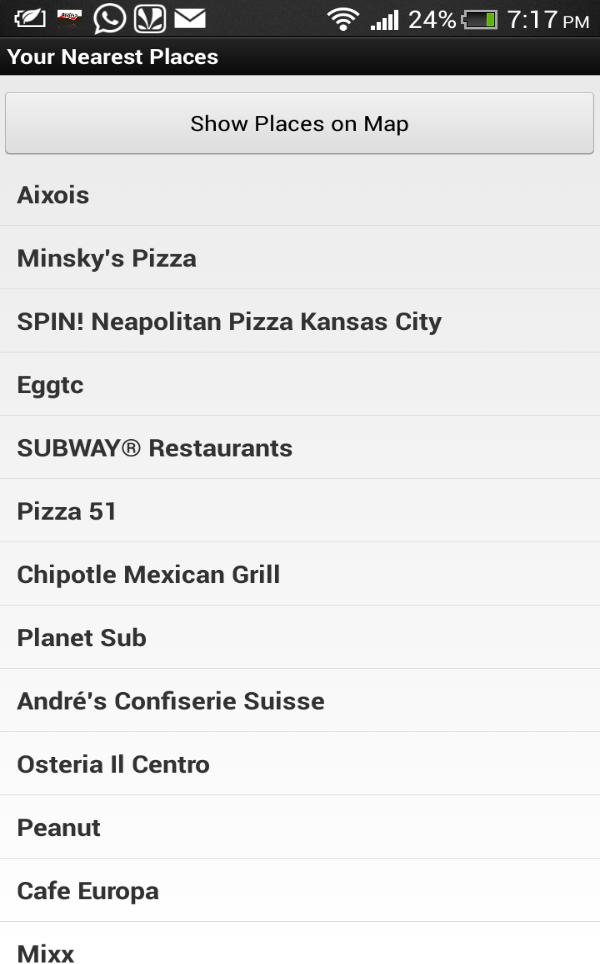 24% 7:17 PM
Your Nearest Places
Show Places on Map
Aixois
Minsky's Pizza
SPIN! Neapolitan Pizza Kansas City
Eggtc
SUBWAY® Restaurants
Pizza 51
Chipotle Mexican Grill
Planet Sub
André's Confiserie Suisse
Osteria Il Centro
Peanut
Cafe Europa
Mixx